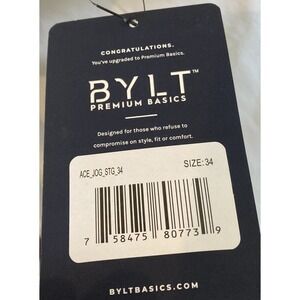 CONGRATULATIONS.
You've upgraded to Premium Basics.
BYLT™
PREMIUM BASICS
Designed for those who refuse to
compromise on style, fit or comfort.
ACE_JOG_STG_34 SIZE:34
7 58475 80773 9
BYLTBASICS.COM